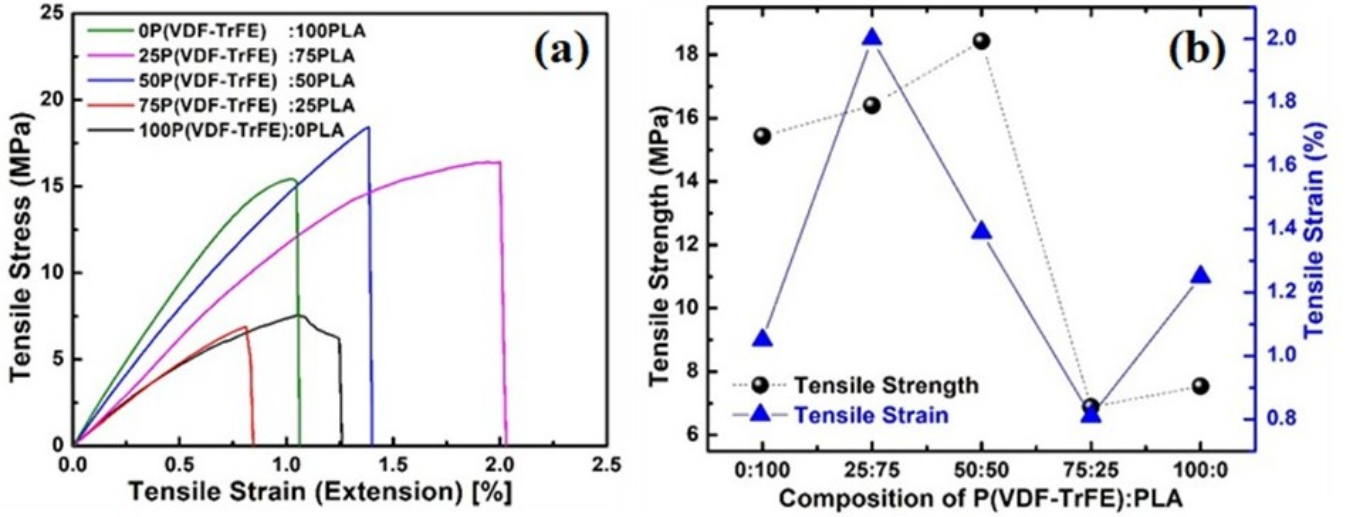 25
20
15
10
5
0
Tensile Stress (MPa)
0P(VDF-TrFE) :100PLA
25P(VDF-TrFE) :75PLA
50P(VDF-TrFE) :50PLA
75P(VDF-TrFE) :25PLA
100P(VDF-TrFE):0PLA
(a)
0.0 0.5 1.0 1.5 2.0 2.5
Tensile Strain (Extension) [%]
18
16
14
12
10
8
6
Tensile Strength (MPa)
(b)
Tensile Strength
Tensile Strain
2.0
1.8
1.6
1.4
1.2
1.0
0.8
Tensile Strain (%)
0:100 25:75 50:50 75:25 100:0
Composition of P(VDF-TrFE):PLA